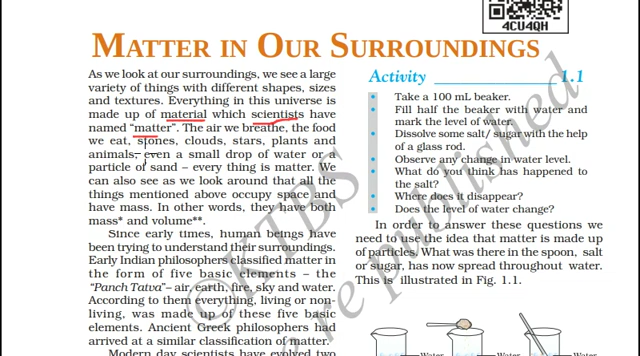 4CU4QH
MATTER IN OUR SURROUNDINGS
As we look at our surroundings, we see a large
variety of things with different shapes, sizes
and textures. Everything in this universe is
made up of material which scientists have
named “matter”. The air we breathe, the food
we eat, stones, clouds, stars, plants and
animals, even a small drop of water or a
particle of sand – every thing is matter. We
can also see as we look around that all the
things mentioned above occupy space and
have mass. In other words, they have both
mass* and volume**.
Since early times, human beings have
been trying to understand their surroundings.
Early Indian philosophers classified matter in
the form of five basic elements – the
“Panch Tatva”– air, earth, fire, sky and water.
According to them everything, living or non-
living, was made up of these five basic
elements. Ancient Greek philosophers had
arrived at a similar classification of matter.
Modern day scientists have evolved two
Activity 1.1
• Take a 100 mL beaker.
• Fill half the beaker with water and
mark the level of water.
• Dissolve some salt/ sugar with the help
of a glass rod.
• Observe any change in water level.
• What do you think has happened to
the salt?
• Where does it disappear?
• Does the level of water change?
In order to answer these questions we
need to use the idea that matter is made up
of particles. What was there in the spoon, salt
or sugar, has now spread throughout water.
This is illustrated in Fig. 1.1.
Water
Water
Water
©KTBS
re published